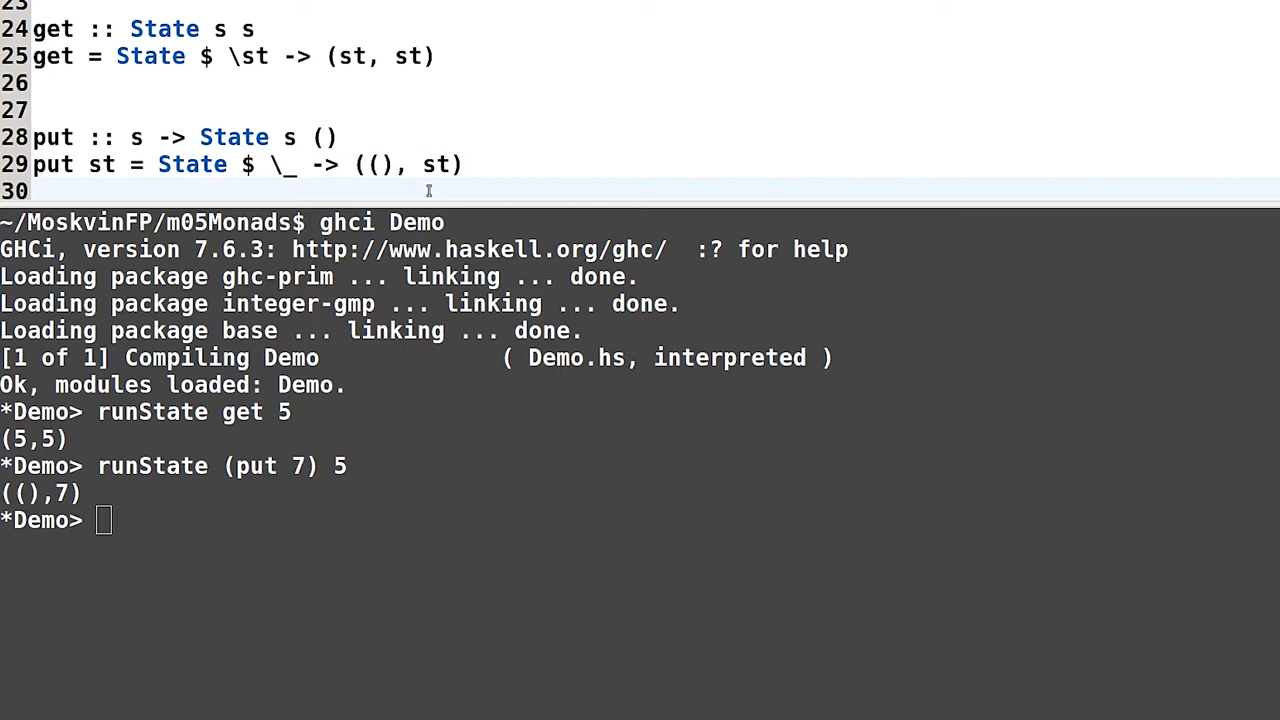 23
24 get :: State s s
25 get = State $ \st -> (st, st)
26
27
28 put :: s -> State s ()
29 put st = State $ \_ -> ((), st)
30
~/MoskvinFP/m05Monads$ ghci Demo
GHCi, version 7.6.3: http://www.haskell.org/ghc/  :? for help
Loading package ghc-prim ... linking ... done.
Loading package integer-gmp ... linking ... done.
Loading package base ... linking ... done.
[1 of 1] Compiling Demo             ( Demo.hs, interpreted )
Ok, modules loaded: Demo.
*Demo> runState get 5
(5,5)
*Demo> runState (put 7) 5
((),7)
*Demo>